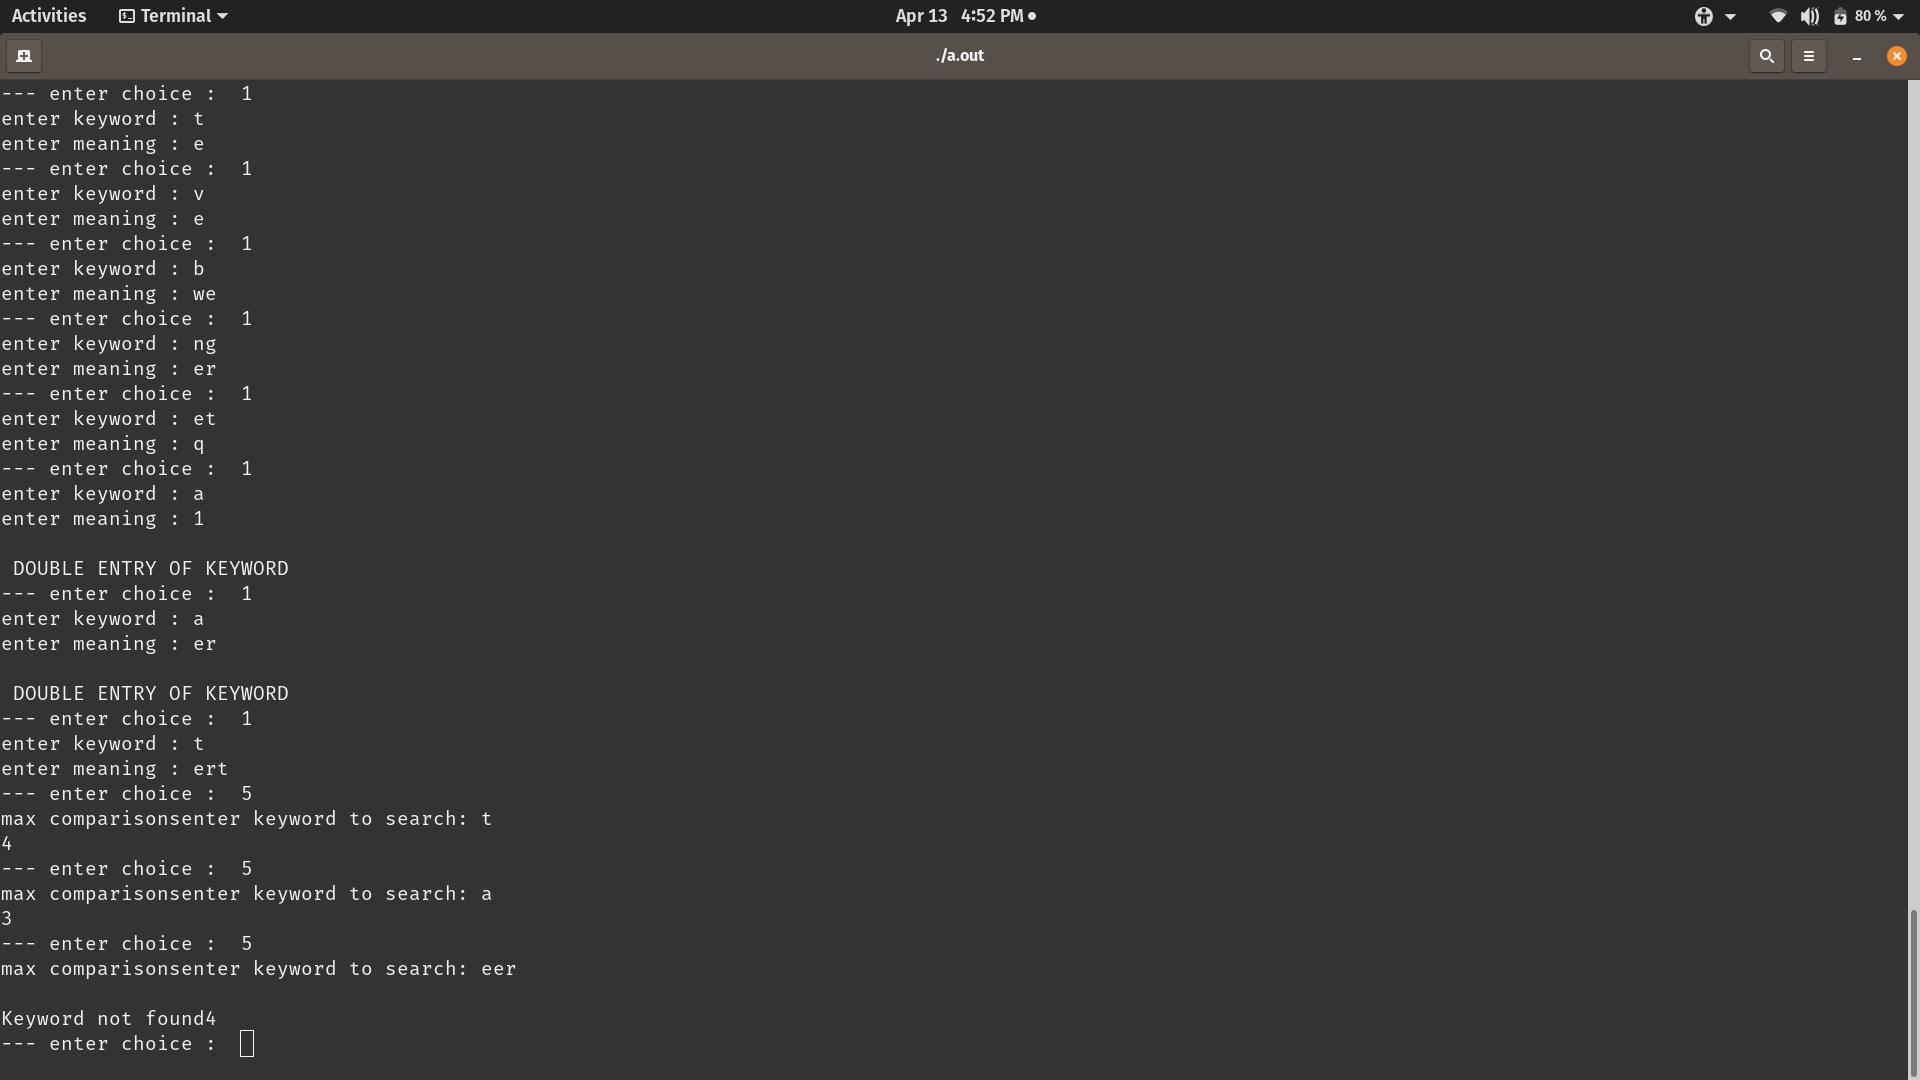 Activities Terminal Apr 13 4:52 PM 80 %
./a.out
--- enter choice :  1
enter keyword : t
enter meaning : e
--- enter choice :  1
enter keyword : v
enter meaning : e
--- enter choice :  1
enter keyword : b
enter meaning : we
--- enter choice :  1
enter keyword : ng
enter meaning : er
--- enter choice :  1
enter keyword : et
enter meaning : q
--- enter choice :  1
enter keyword : a
enter meaning : 1
DOUBLE ENTRY OF KEYWORD
--- enter choice :  1
enter keyword : a
enter meaning : er
DOUBLE ENTRY OF KEYWORD
--- enter choice :  1
enter keyword : t
enter meaning : ert
--- enter choice :  5
max comparisonsenter keyword to search: t
4
--- enter choice :  5
max comparisonsenter keyword to search: a
3
--- enter choice :  5
max comparisonsenter keyword to search: eer
Keyword not found4
--- enter choice :